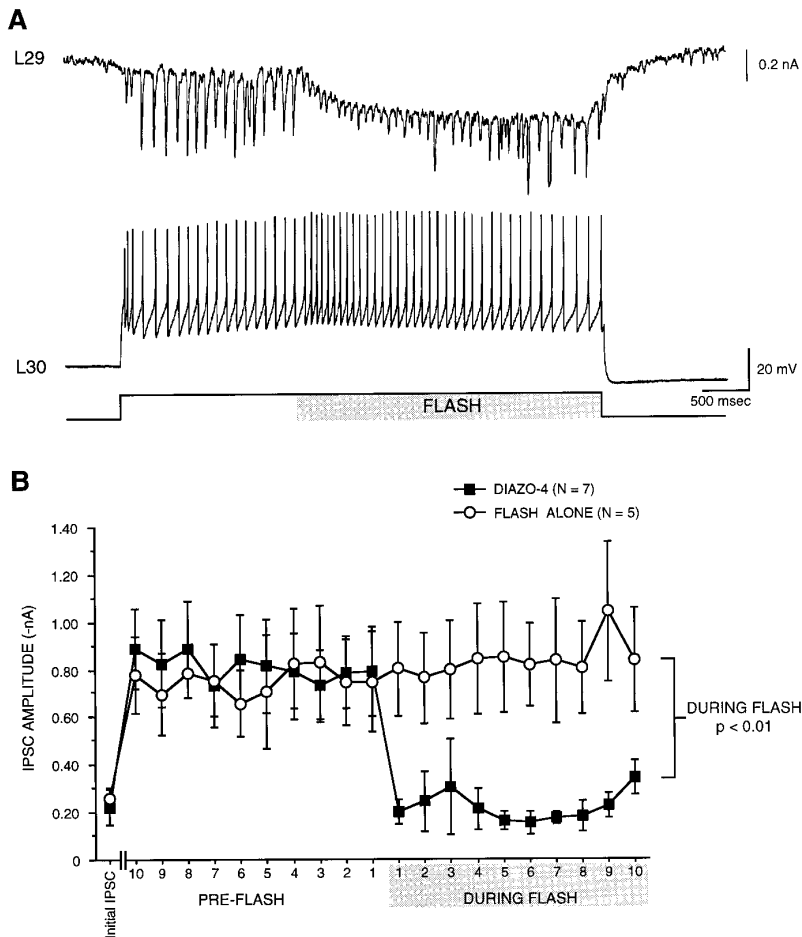 A
L29
0.2 nA
L30
20 mV
500 msec
FLASH
B
DIAZO-4 (N = 7)
FLASH ALONE (N = 5)
IPSC AMPLITUDE (-nA)
1.40
1.20
1.00
0.80
0.60
0.40
0.20
0
DURING FLASH
p < 0.01
Initial IPSC
10 9 8 7 6 5 4 3 2 1 1 2 3 4 5 6 7 8 9 10
PRE-FLASH
DURING FLASH